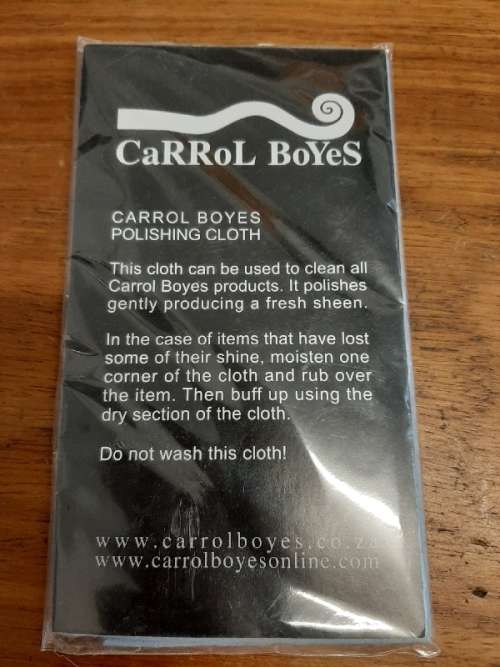 CaRRoL BoYeS
CARROL BOYES
POLISHING CLOTH
This cloth can be used to clean all
Carrol Boyes products. It polishes
gently producing a fresh sheen.
In the case of items that have lost
some of their shine, moisten one
corner of the cloth and rub over
the item. Then buff up using the
dry section of the cloth.
Do not wash this cloth!
www.carrolboyes.co.za
www.carrolboyesonline.com